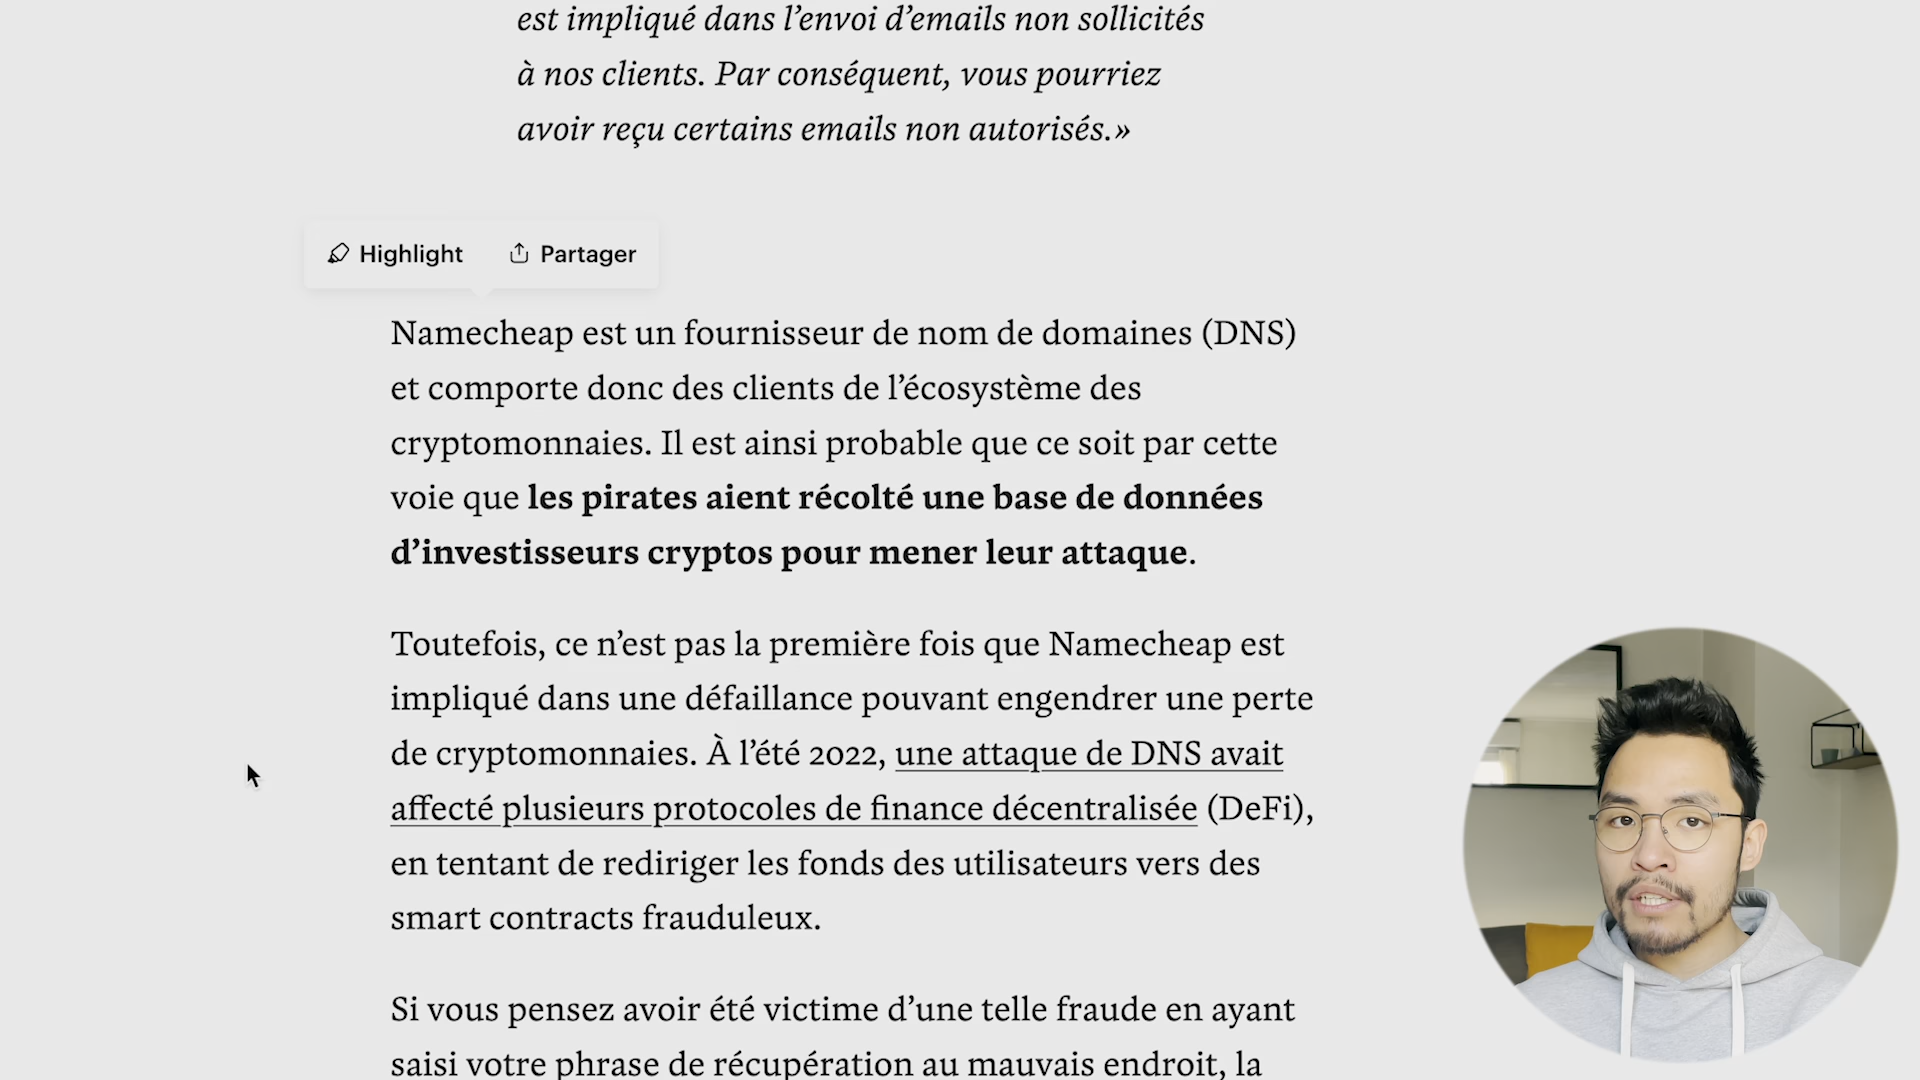 est impliqué dans l’envoi d’emails non sollicités
à nos clients. Par conséquent, vous pourriez
avoir reçu certains emails non autorisés.»
Highlight Partager
Namecheap est un fournisseur de nom de domaines (DNS)
et comporte donc des clients de l’écosystème des
cryptomonnaies. Il est ainsi probable que ce soit par cette
voie que les pirates aient récolté une base de données
d’investisseurs cryptos pour mener leur attaque.
Toutefois, ce n’est pas la première fois que Namecheap est
impliqué dans une défaillance pouvant engendrer une perte
de cryptomonnaies. À l’été 2022, une attaque de DNS avait
affecté plusieurs protocoles de finance décentralisée (DeFi),
en tentant de rediriger les fonds des utilisateurs vers des
smart contracts frauduleux.
Si vous pensez avoir été victime d’une telle fraude en ayant
saisi votre phrase de récupération au mauvais endroit, la